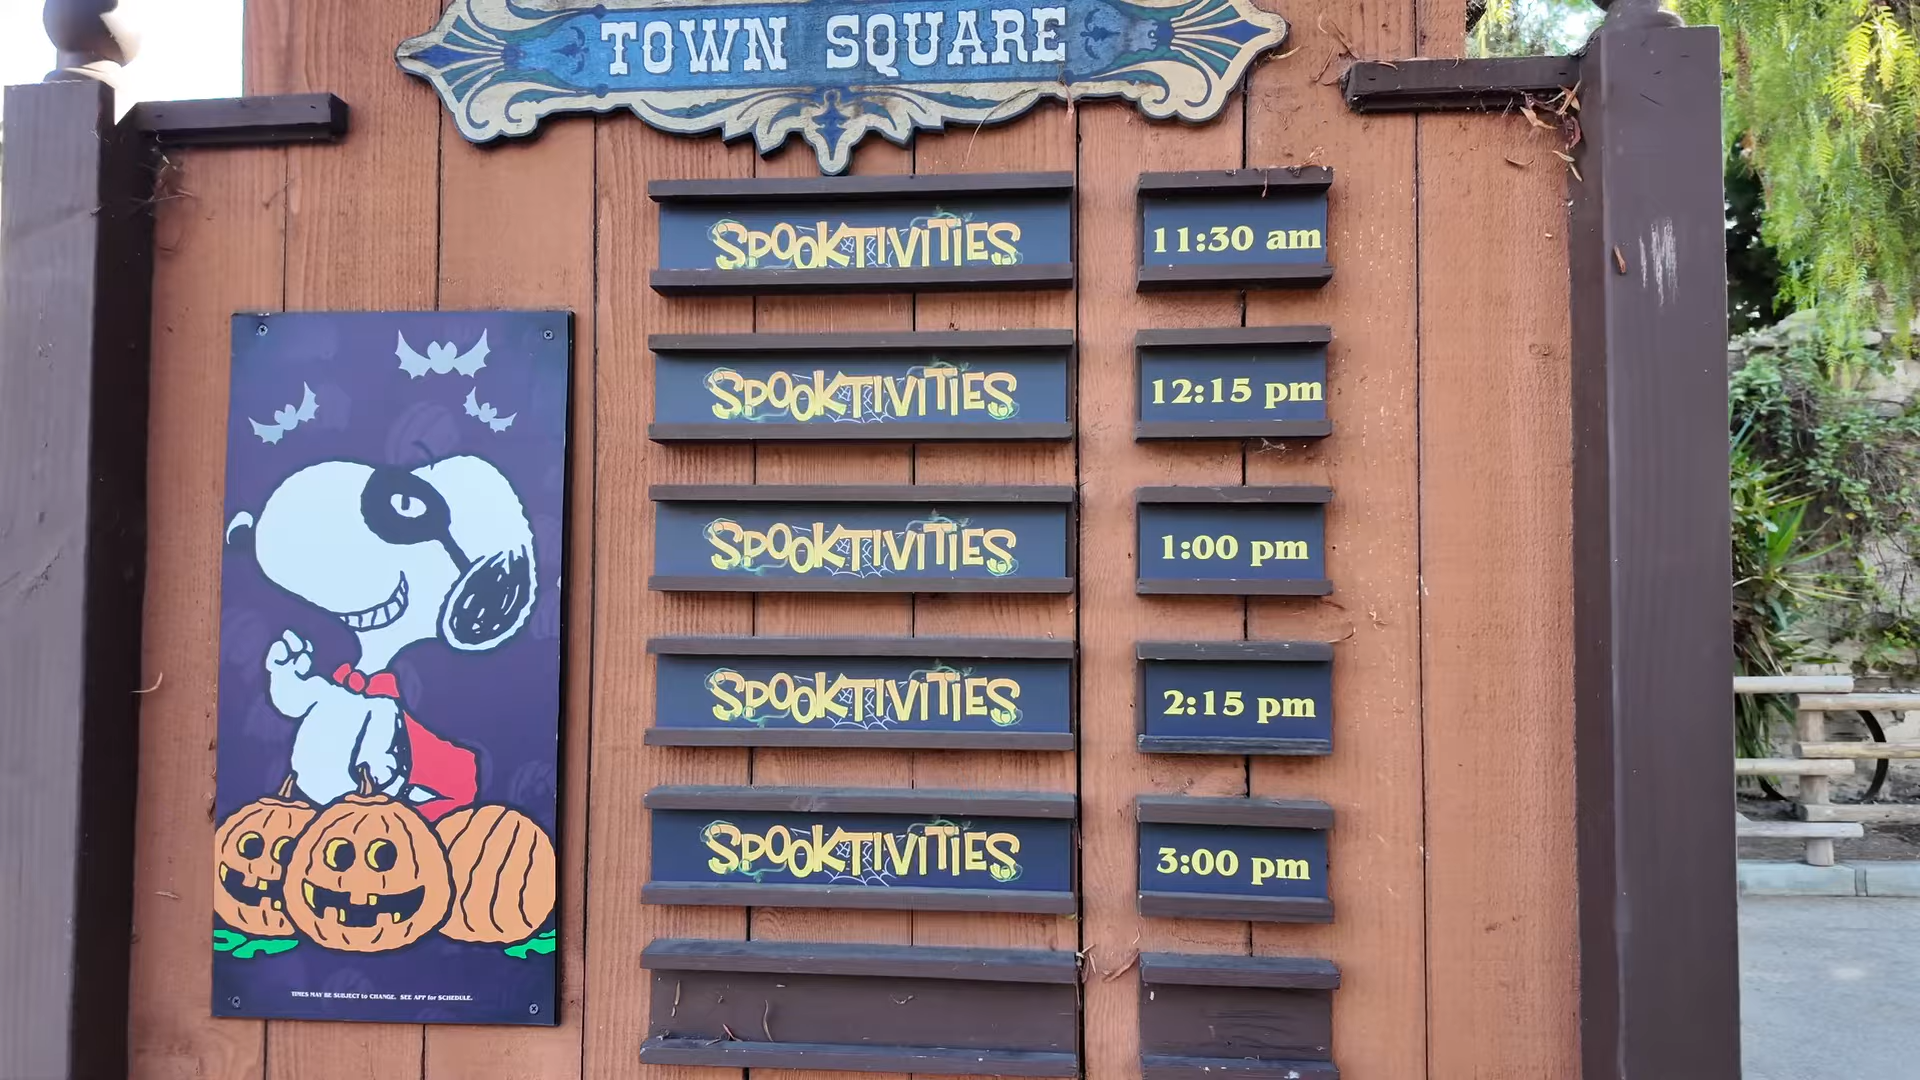 TOWN SQUARE
SPOOKTIVITIES 11:30 am
SPOOKTIVITIES 12:15 pm
SPOOKTIVITIES 1:00 pm
SPOOKTIVITIES 2:15 pm
SPOOKTIVITIES 3:00 pm
TIMES MAY BE SUBJECT to CHANGE. SEE APP for SCHEDULE.